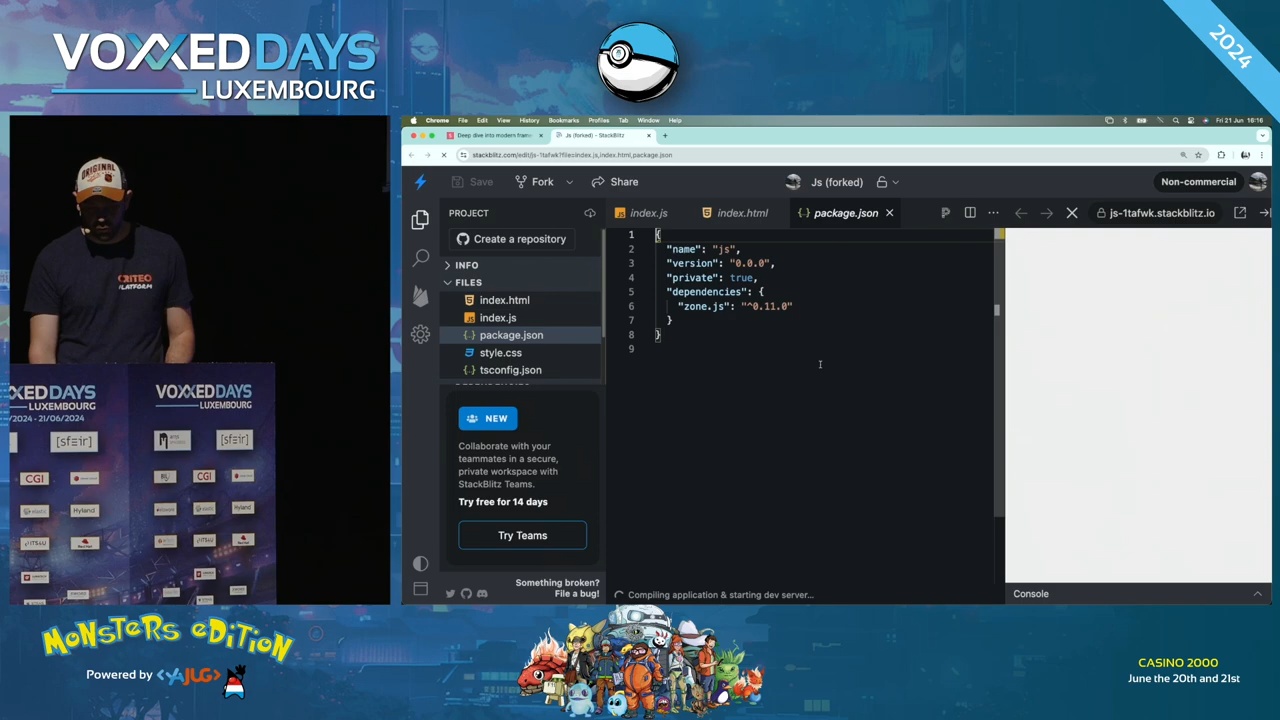 VOXXEDDAYS
LUXEMBOURG
2024
Chrome File Edit View History Bookmarks Profiles Tab Window Help
Fri 21 Jun 16:16
Deep dive into modern fram
Js (forked) - StackBlitz
stackblitz.com/edit/js-1tafwk?file=index.js,index.html,package.json
Save Fork Share
Js (forked)
Non-commercial
PROJECT
index.js
index.html
{ } package.json
js-1tafwk.stackblitz.io
Create a repository
INFO
FILES
index.html
index.js
{ } package.json
style.css
{ } tsconfig.json
1 {
2 "name": "js",
3 "version": "0.0.0",
4 "private": true,
5 "dependencies": {
6 "zone.js": "^0.11.0"
7 }
8 }
9
NEW
Collaborate with your
teammates in a secure,
private workspace with
StackBlitz Teams.
Try free for 14 days
Try Teams
Something broken?
File a bug!
Compiling application & starting dev server...
Console
ORIGINAL
CRITEO
PLATFORM
XXEDDAYS
LUXEMBOURG
/2024 - 21/06/2024
VOXXEDDAYS
LUXEMBOURG
[sfeir]
[sfeir]
CGI
CGI
Hyland
Hyland
MONSTERS EDITION
Powered by <YAJUG>
CASINO 2000
June the 20th and 21st